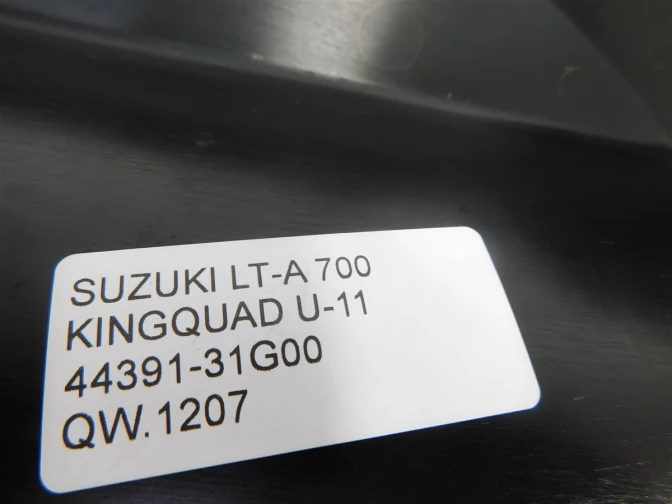 SUZUKI LT-A 700
KINGQUAD U-11
44391-31G00
QW.1207